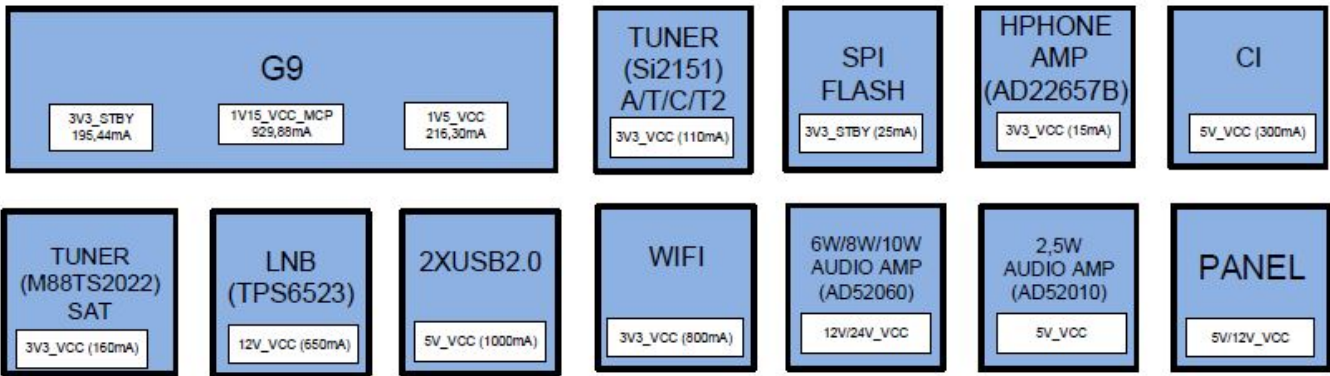 G9
3V3_STBY
195,44mA
1V15_VCC_MCP
929,88mA
1V5_VCC
216,30mA
TUNER
(Si2151)
A/T/C/T2
3V3_VCC (110mA)
SPI
FLASH
3V3_STBY (25mA)
HPHONE
AMP
(AD22657B)
3V3_VCC (15mA)
CI
5V_VCC (300mA)
TUNER
(M88TS2022)
SAT
3V3_VCC (160mA)
LNB
(TPS6523)
12V_VCC (650mA)
2XUSB2.0
5V_VCC (1000mA)
WIFI
3V3_VCC (800mA)
6W/8W/10W
AUDIO AMP
(AD52060)
12V/24V_VCC
2,5W
AUDIO AMP
(AD52010)
5V_VCC
PANEL
5V/12V_VCC